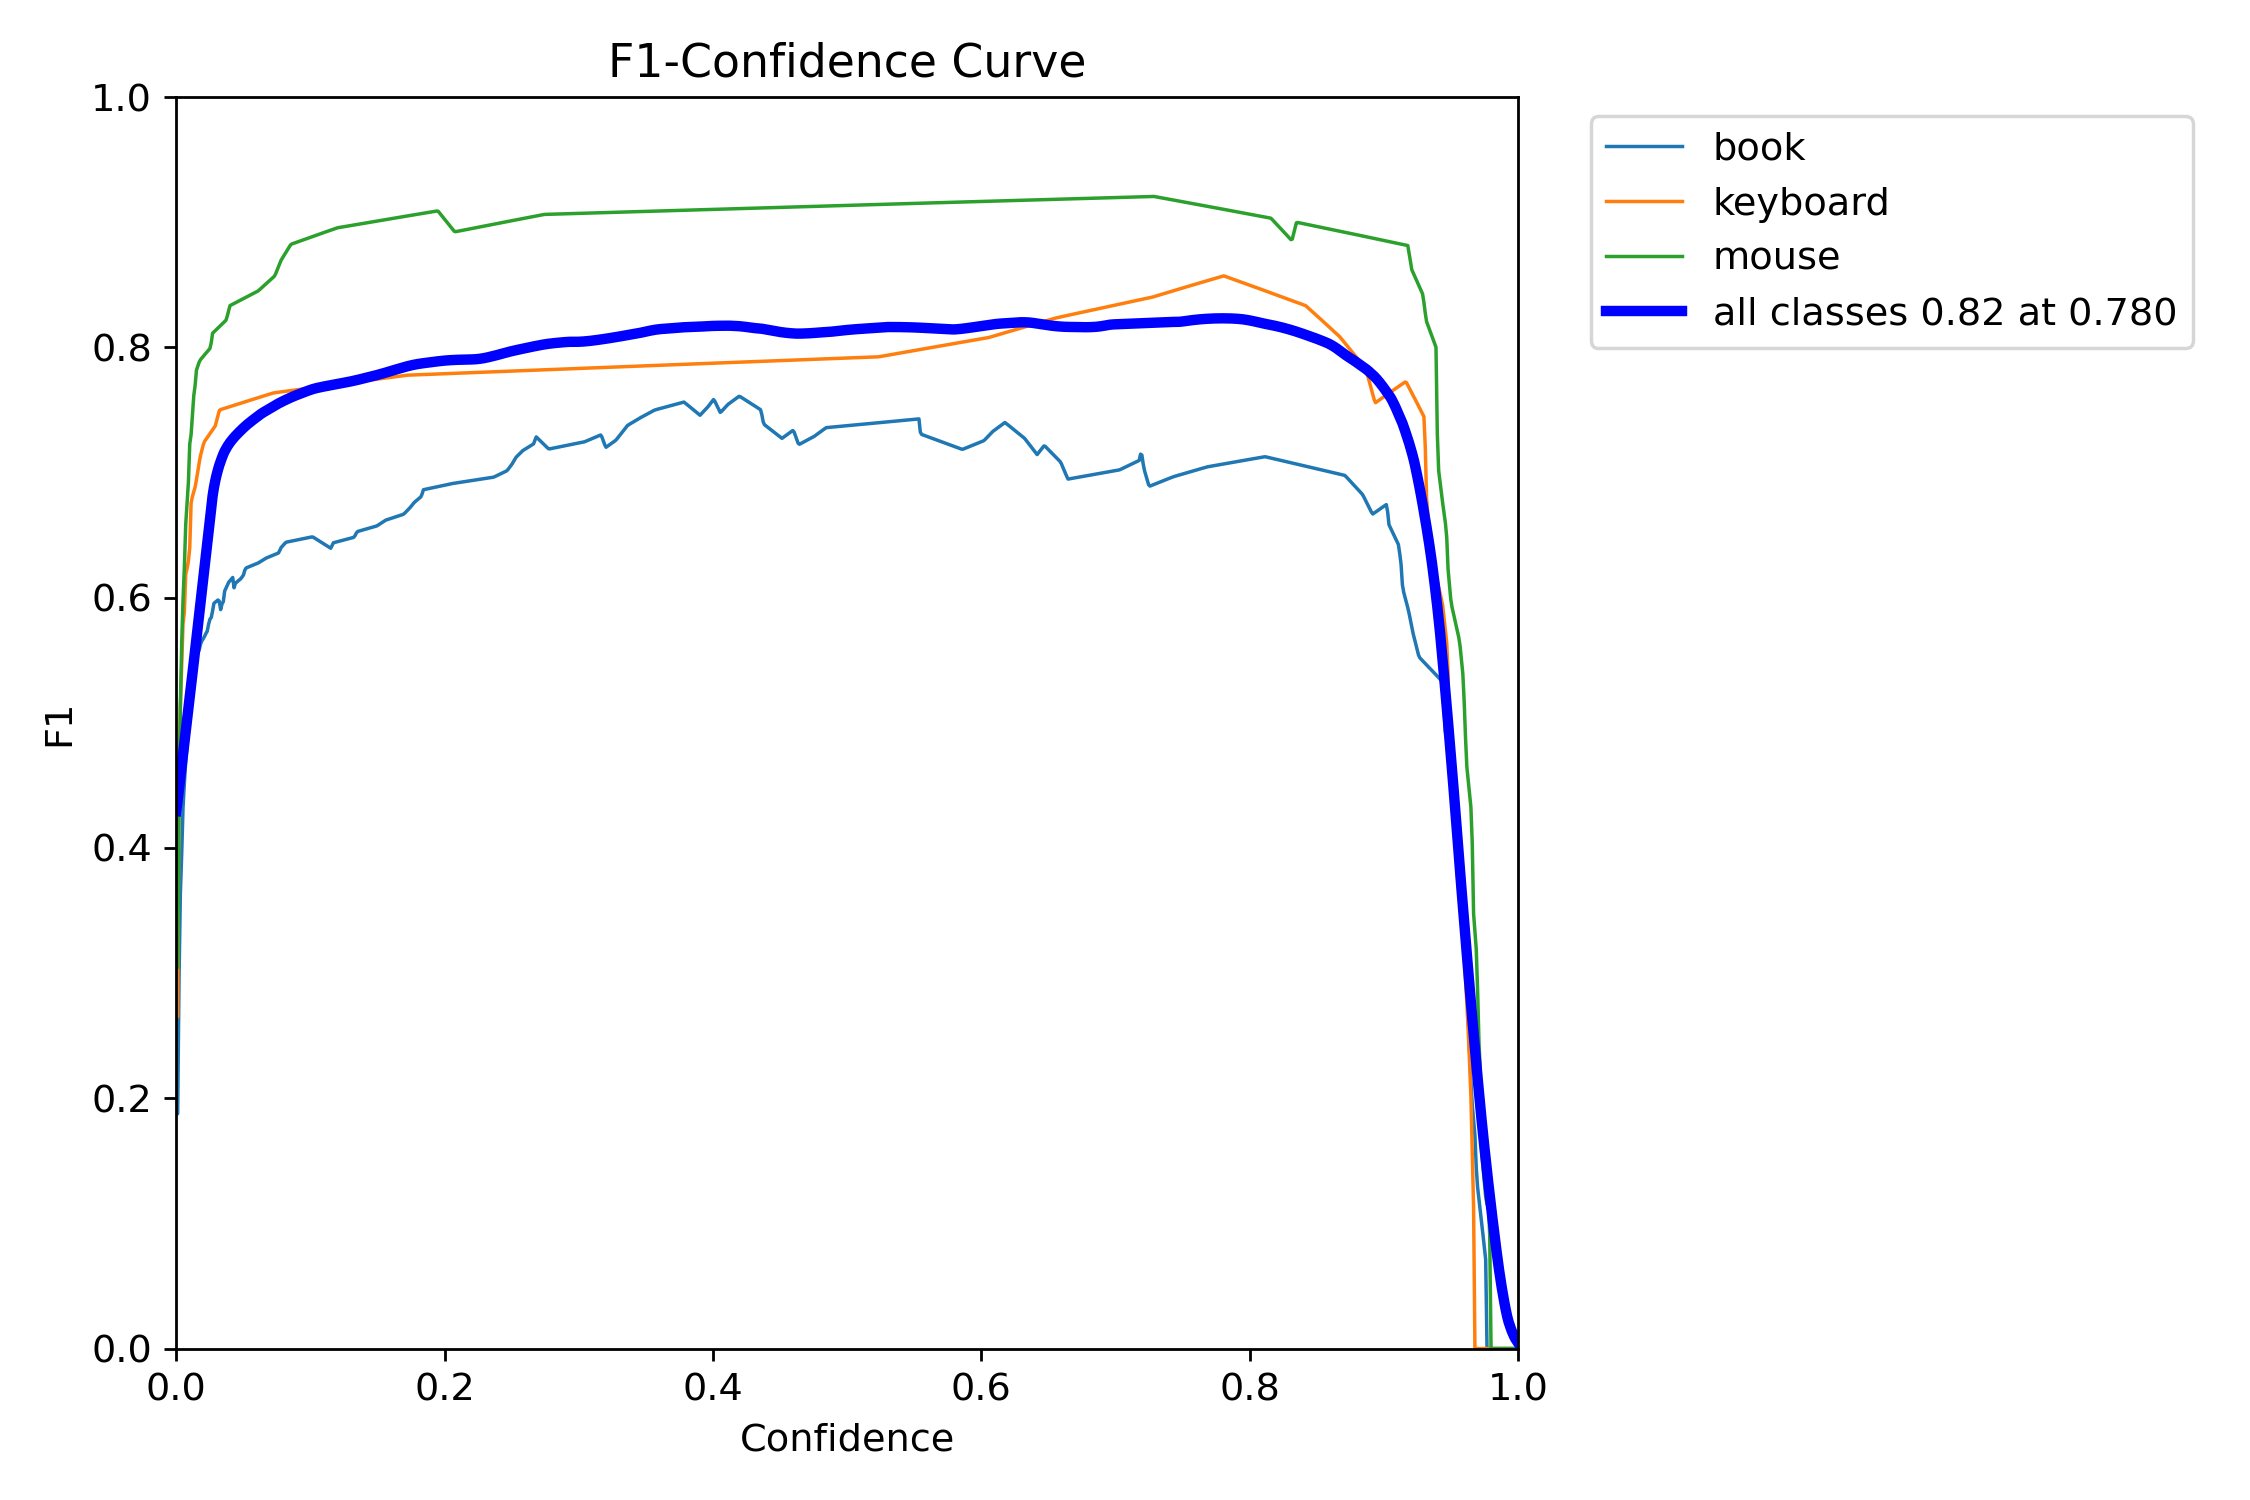 F1-Confidence Curve
1.0
0.8
0.6
0.4
0.2
0.0
F1
0.0 0.2 0.4 0.6 0.8 1.0
Confidence
book
keyboard
mouse
all classes 0.82 at 0.780